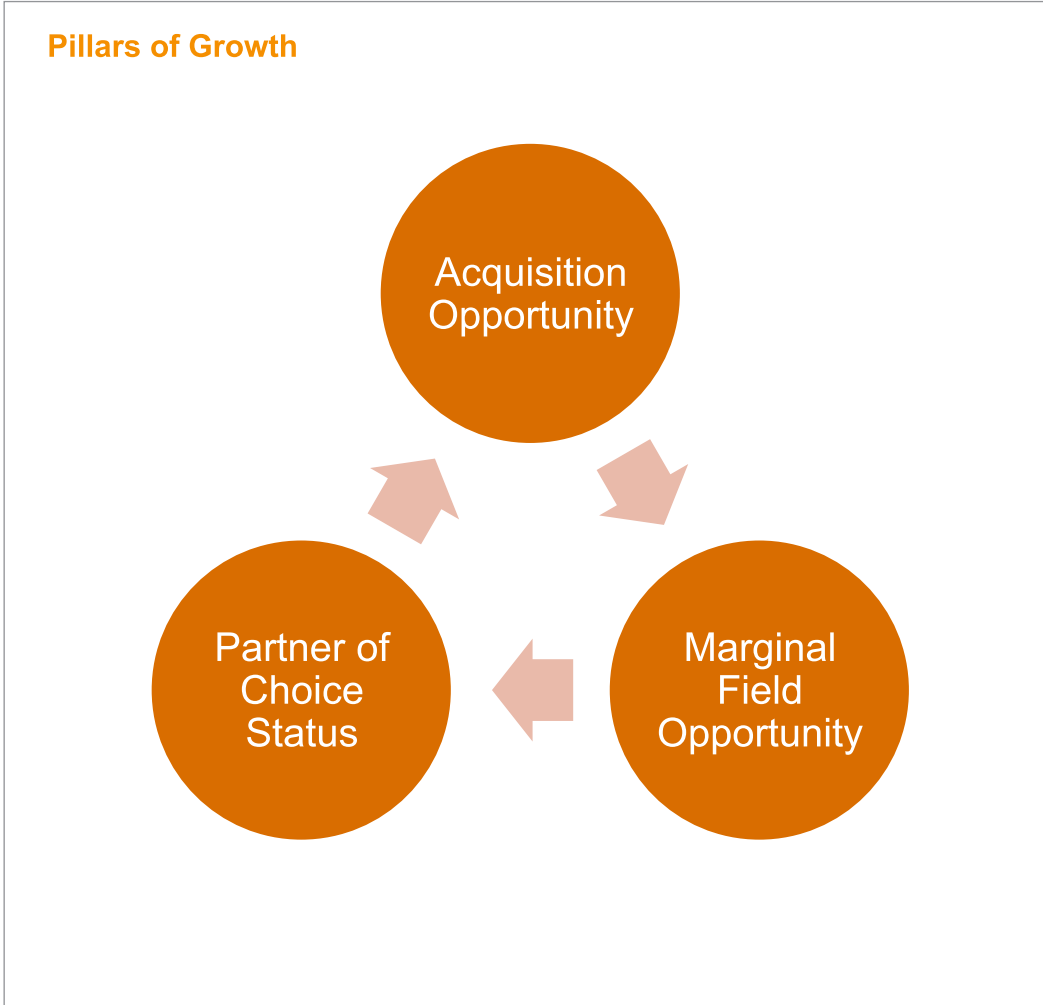 Pillars of Growth
Acquisition
Opportunity
Partner of
Choice
Status
Marginal
Field
Opportunity